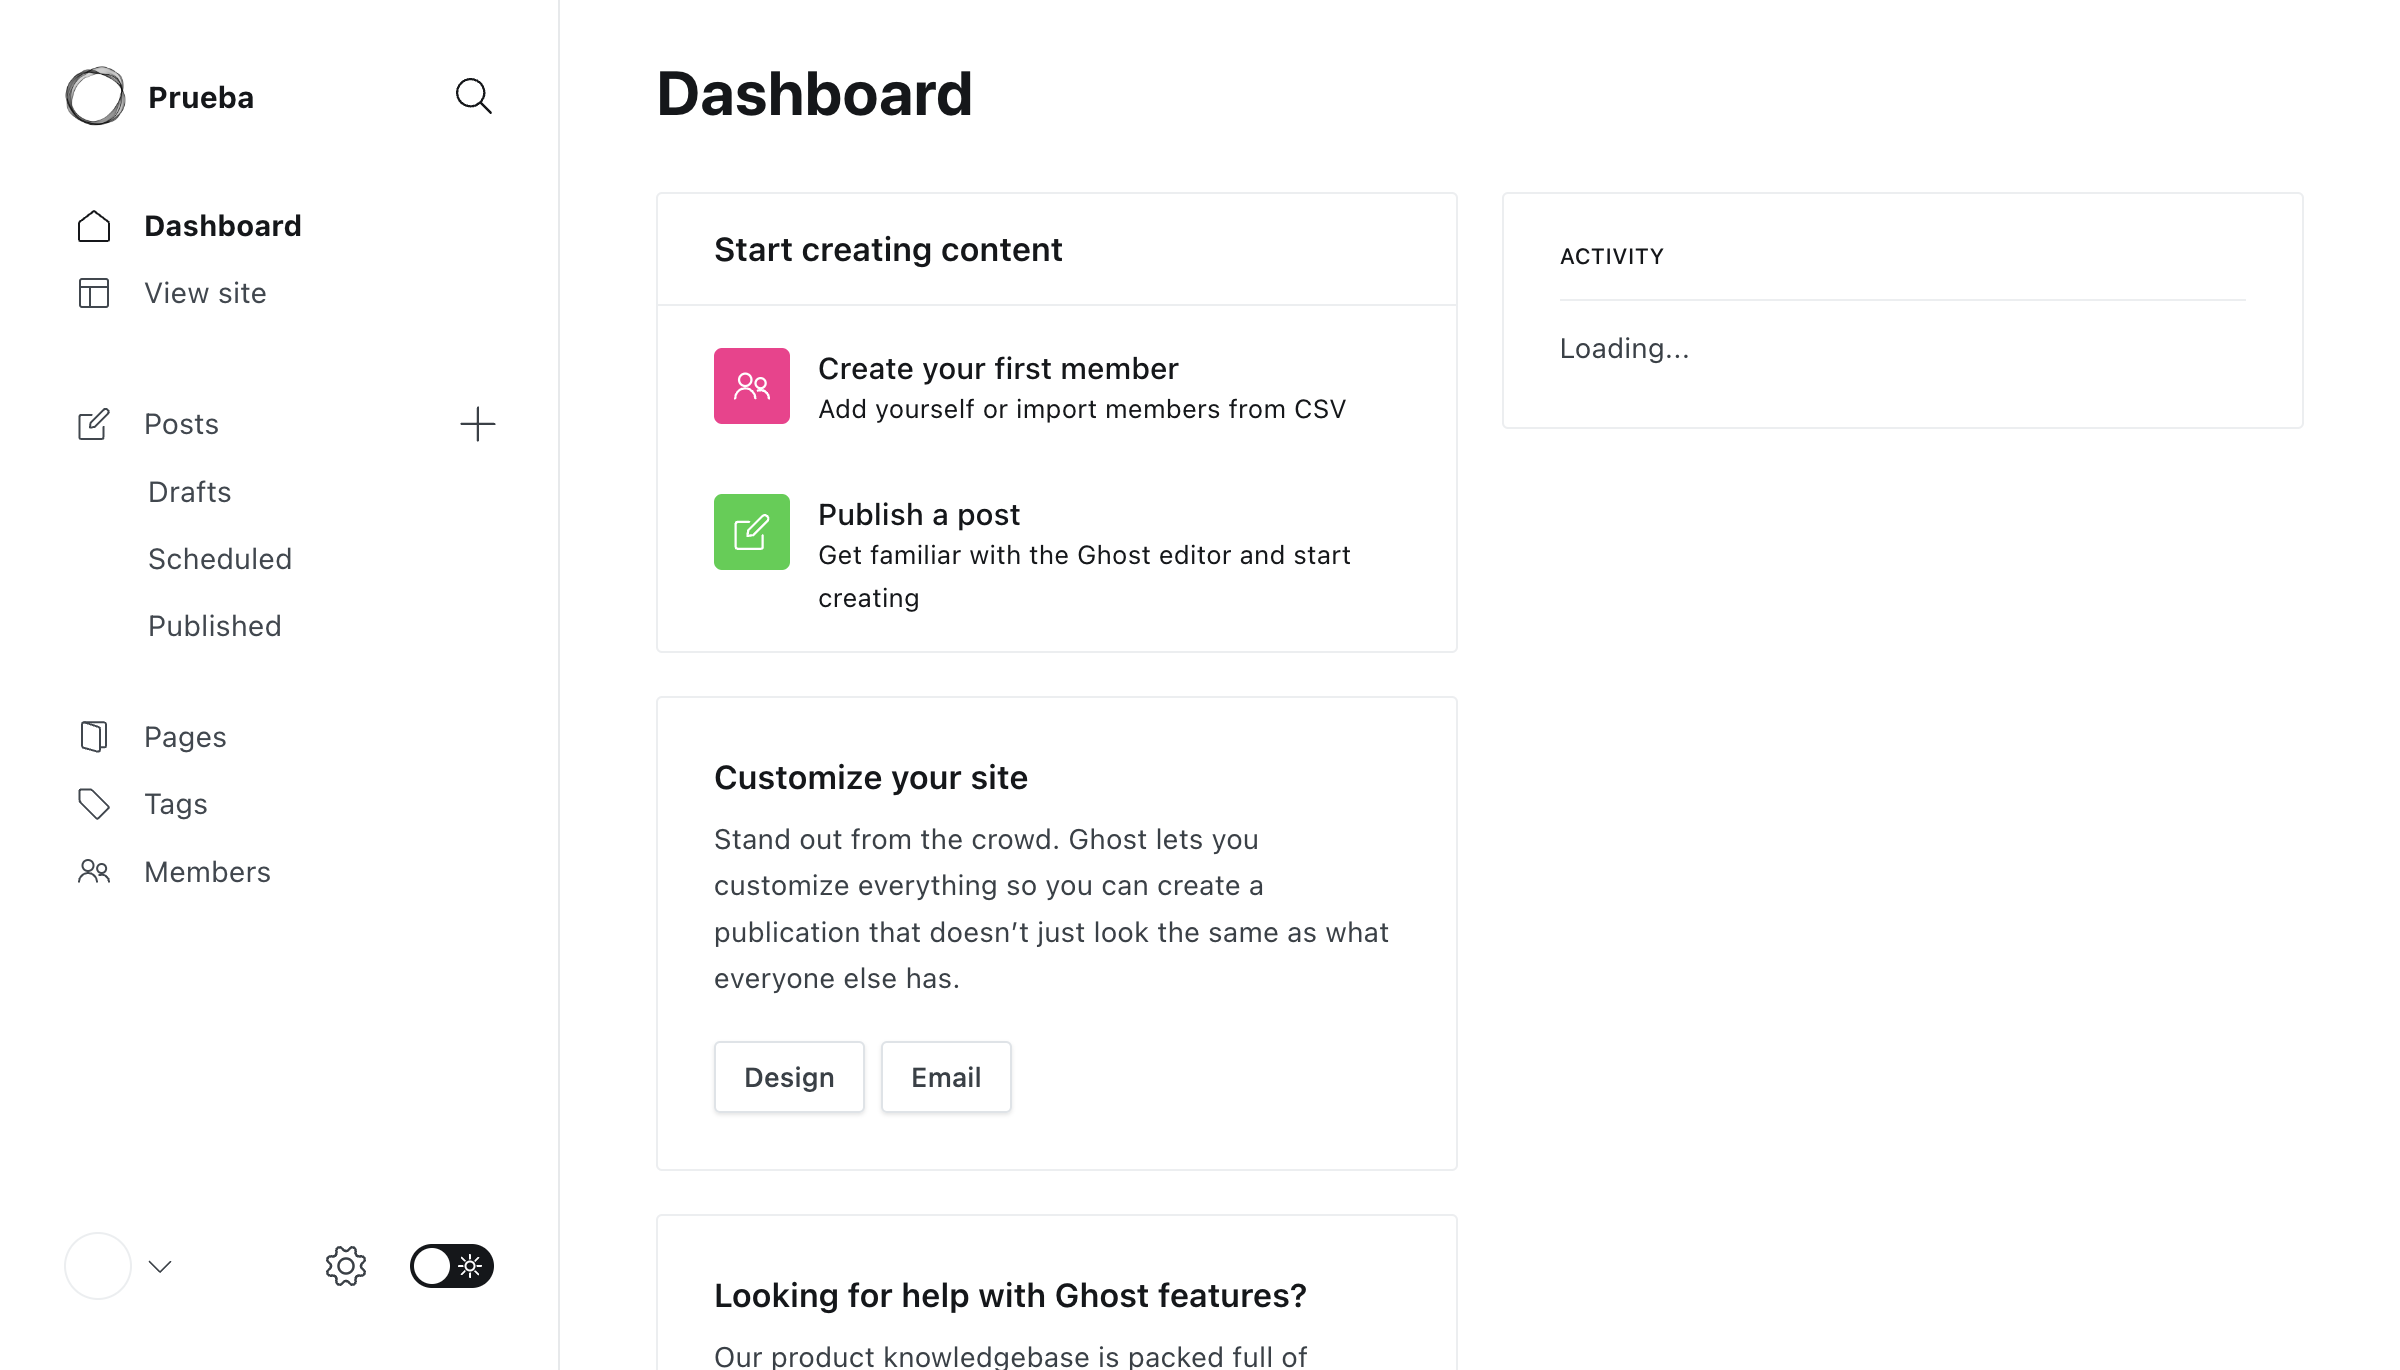 Prueba
Dashboard
View site
Posts
Drafts
Scheduled
Published
Pages
Tags
Members
Dashboard
Start creating content
Create your first member
Add yourself or import members from CSV
Publish a post
Get familiar with the Ghost editor and start
creating
Customize your site
Stand out from the crowd. Ghost lets you
customize everything so you can create a
publication that doesn’t just look the same as what
everyone else has.
Design
Email
Looking for help with Ghost features?
Our product knowledgebase is packed full of
ACTIVITY
Loading...